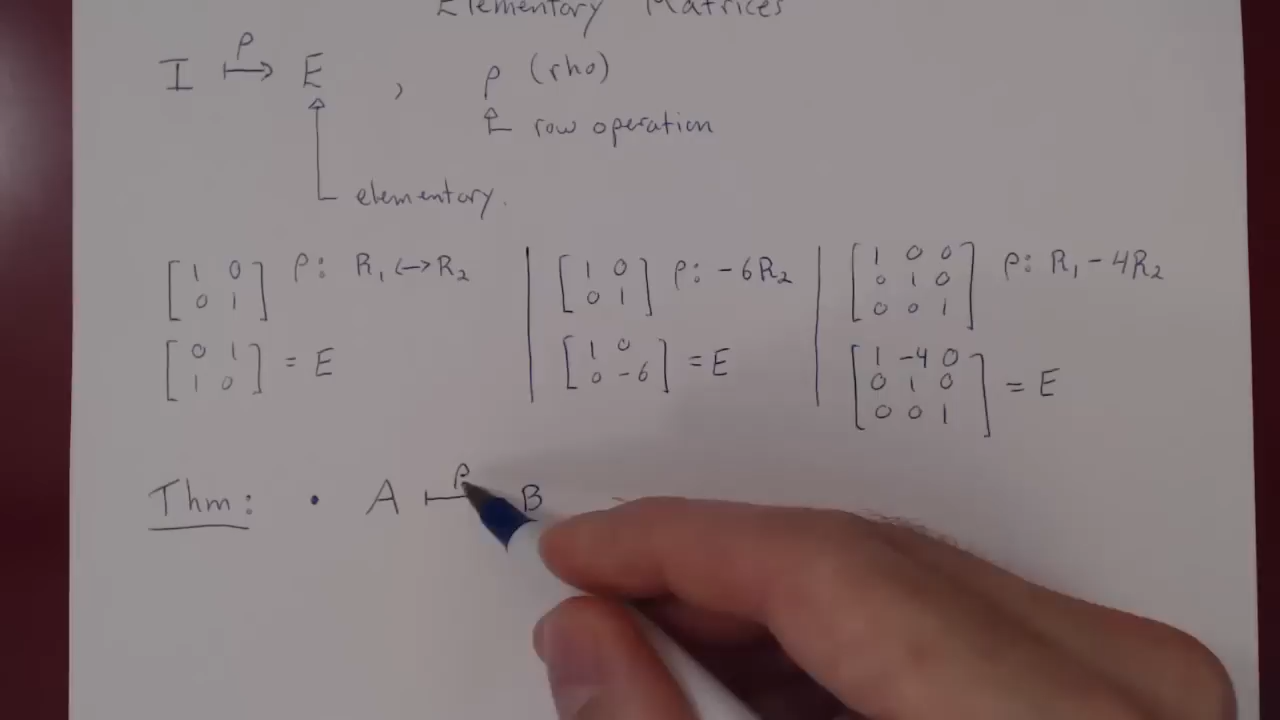 Elementary Matrices
I ρ↦ E , ρ (rho)
row operation
elementary.
[1 0 0 1] ρ: R₁ ↔ R₂
[0 1 1 0] = E
[1 0 0 1] ρ: -6R₂
[1 0 0 -6] = E
[1 0 0 0 1 0 0 0 1] ρ: R₁ - 4R₂
[1 -4 0 0 1 0 0 0 1] = E
Thm: • A ρ↦ B